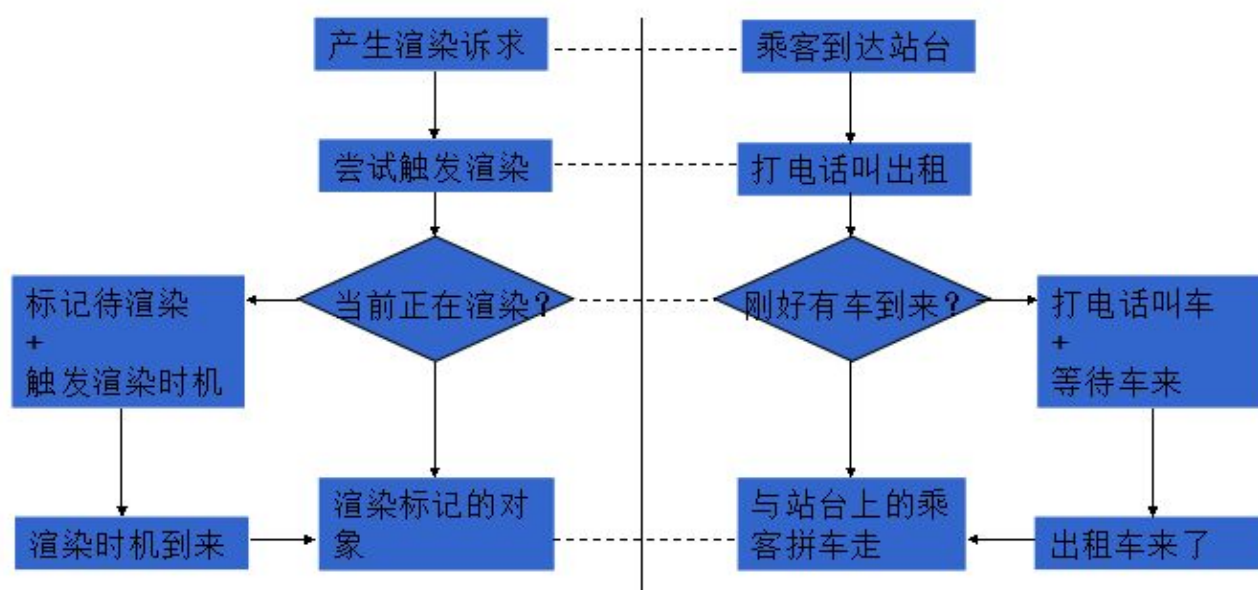 产生渲染诉求
乘客到达站台
尝试触发渲染
打电话叫出租
当前正在渲染?
刚好有车到来?
标记待渲染
+
触发渲染时机
打电话叫车
+
等待车来
渲染标记的对
象
与站台上的乘
客拼车走
渲染时机到来
出租车来了